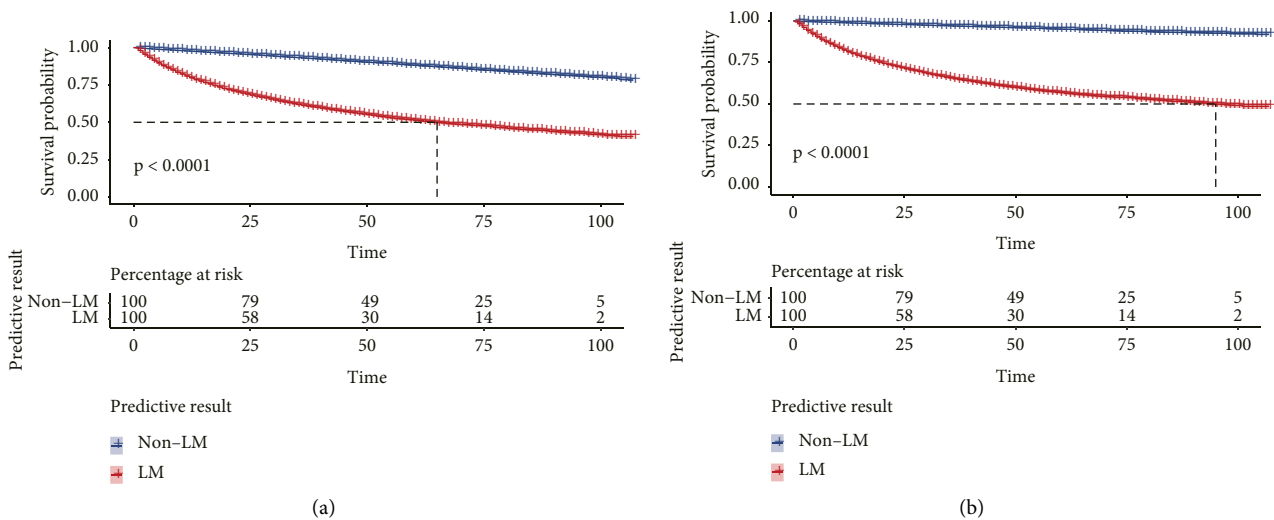 Survival probability
1.00
0.75
0.50
0.25
0.00
p < 0.0001
0 25 50 75 100
Time
Predictive result
Percentage at risk
Non–LM 100 79 49 25 5
LM 100 58 30 14 2
0 25 50 75 100
Time
Predictive result
Non–LM
LM
(a)
Survival probability
1.00
0.75
0.50
0.25
0.00
p < 0.0001
0 25 50 75 100
Time
Predictive result
Percentage at risk
Non–LM 100 79 49 25 5
LM 100 58 30 14 2
0 25 50 75 100
Time
Predictive result
Non–LM
LM
(b)